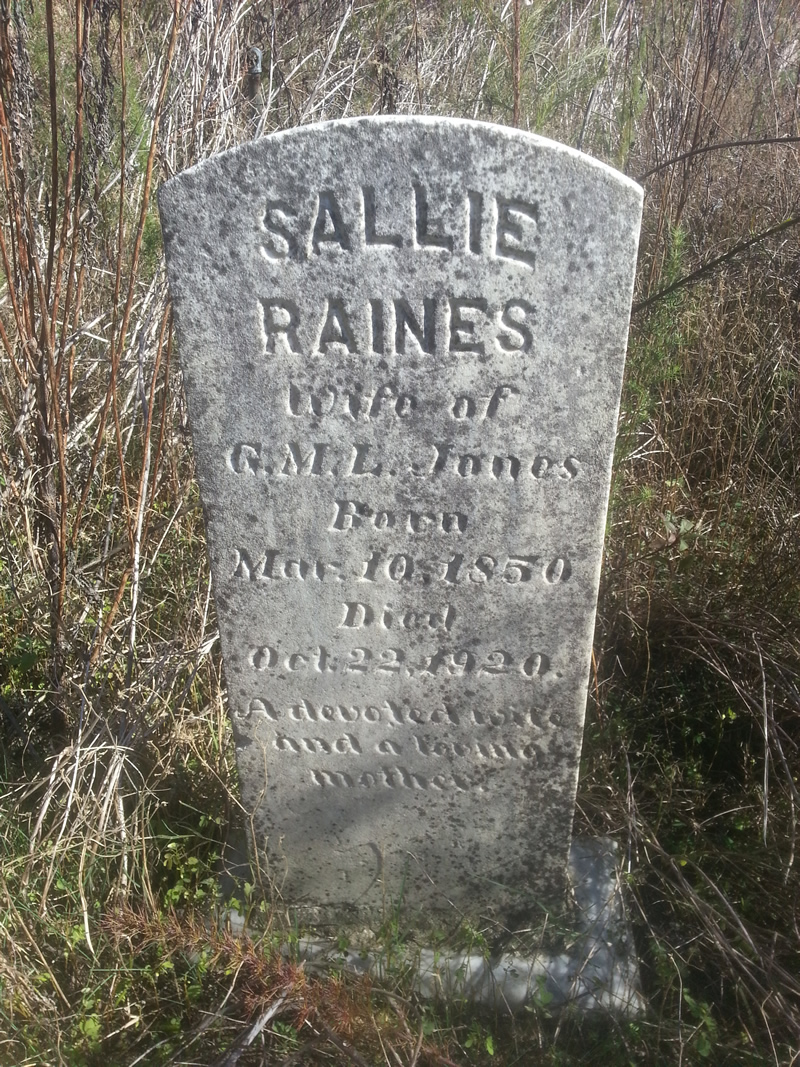 SALLIE
RAINES
Wife of
G.M.L. Jones
Born
Mar. 10, 1850
Died
Oct. 22, 1920.
A devoted wife
and a loving
mother.